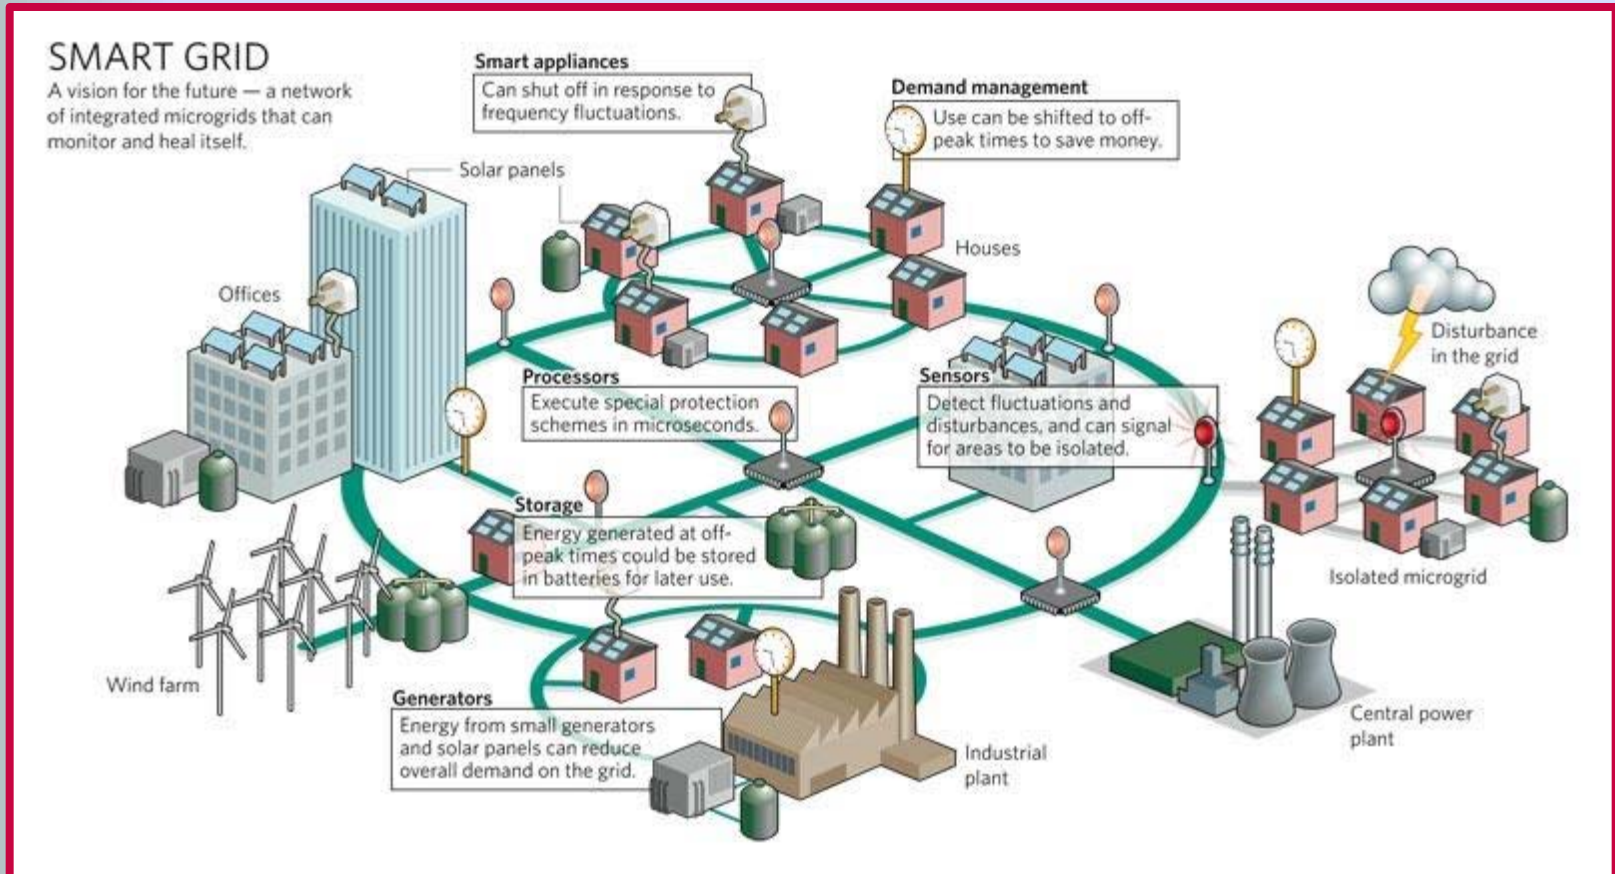 SMART GRID
A vision for the future — a network
of integrated microgrids that can
monitor and heal itself.
Smart appliances
Can shut off in response to
frequency fluctuations.
Demand management
Use can be shifted to off-
peak times to save money.
Solar panels
Houses
Offices
Disturbance
in the grid
Processors
Execute special protection
schemes in microseconds.
Sensors
Detect fluctuations and
disturbances, and can signal
for areas to be isolated.
Storage
Energy generated at off-
peak times could be stored
in batteries for later use.
Isolated microgrid
Wind farm
Generators
Energy from small generators
and solar panels can reduce
overall demand on the grid.
Industrial
plant
Central power
plant